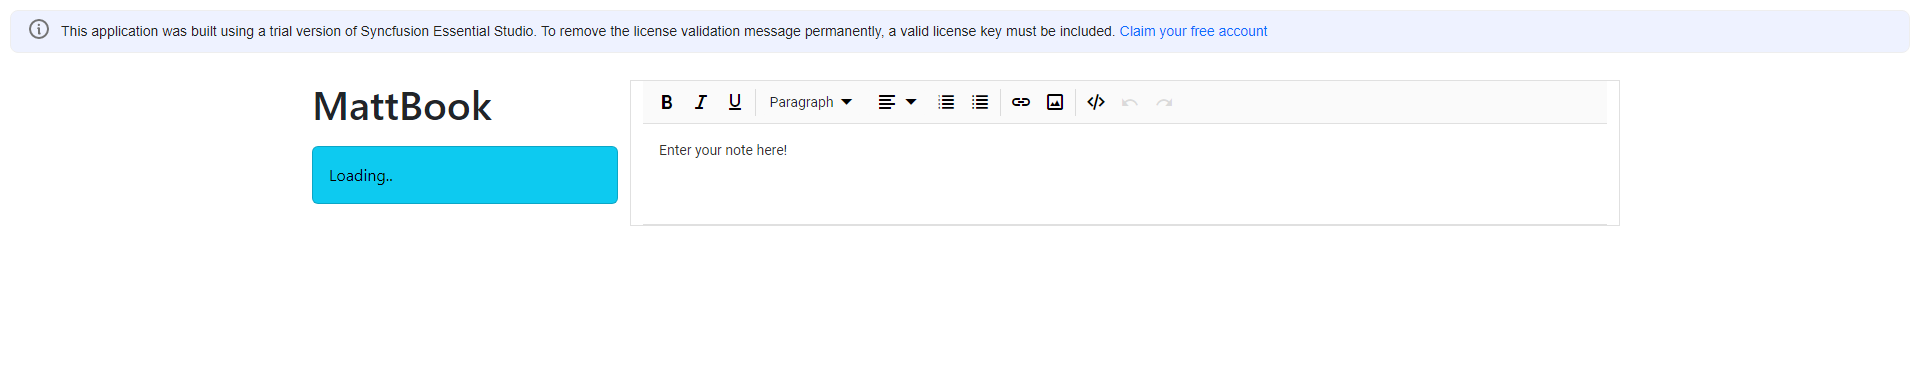 This application was built using a trial version of Syncfusion Essential Studio. To remove the license validation message permanently, a valid license key must be included. Claim your free account
MattBook
Loading..
B I U Paragraph
Enter your note here!